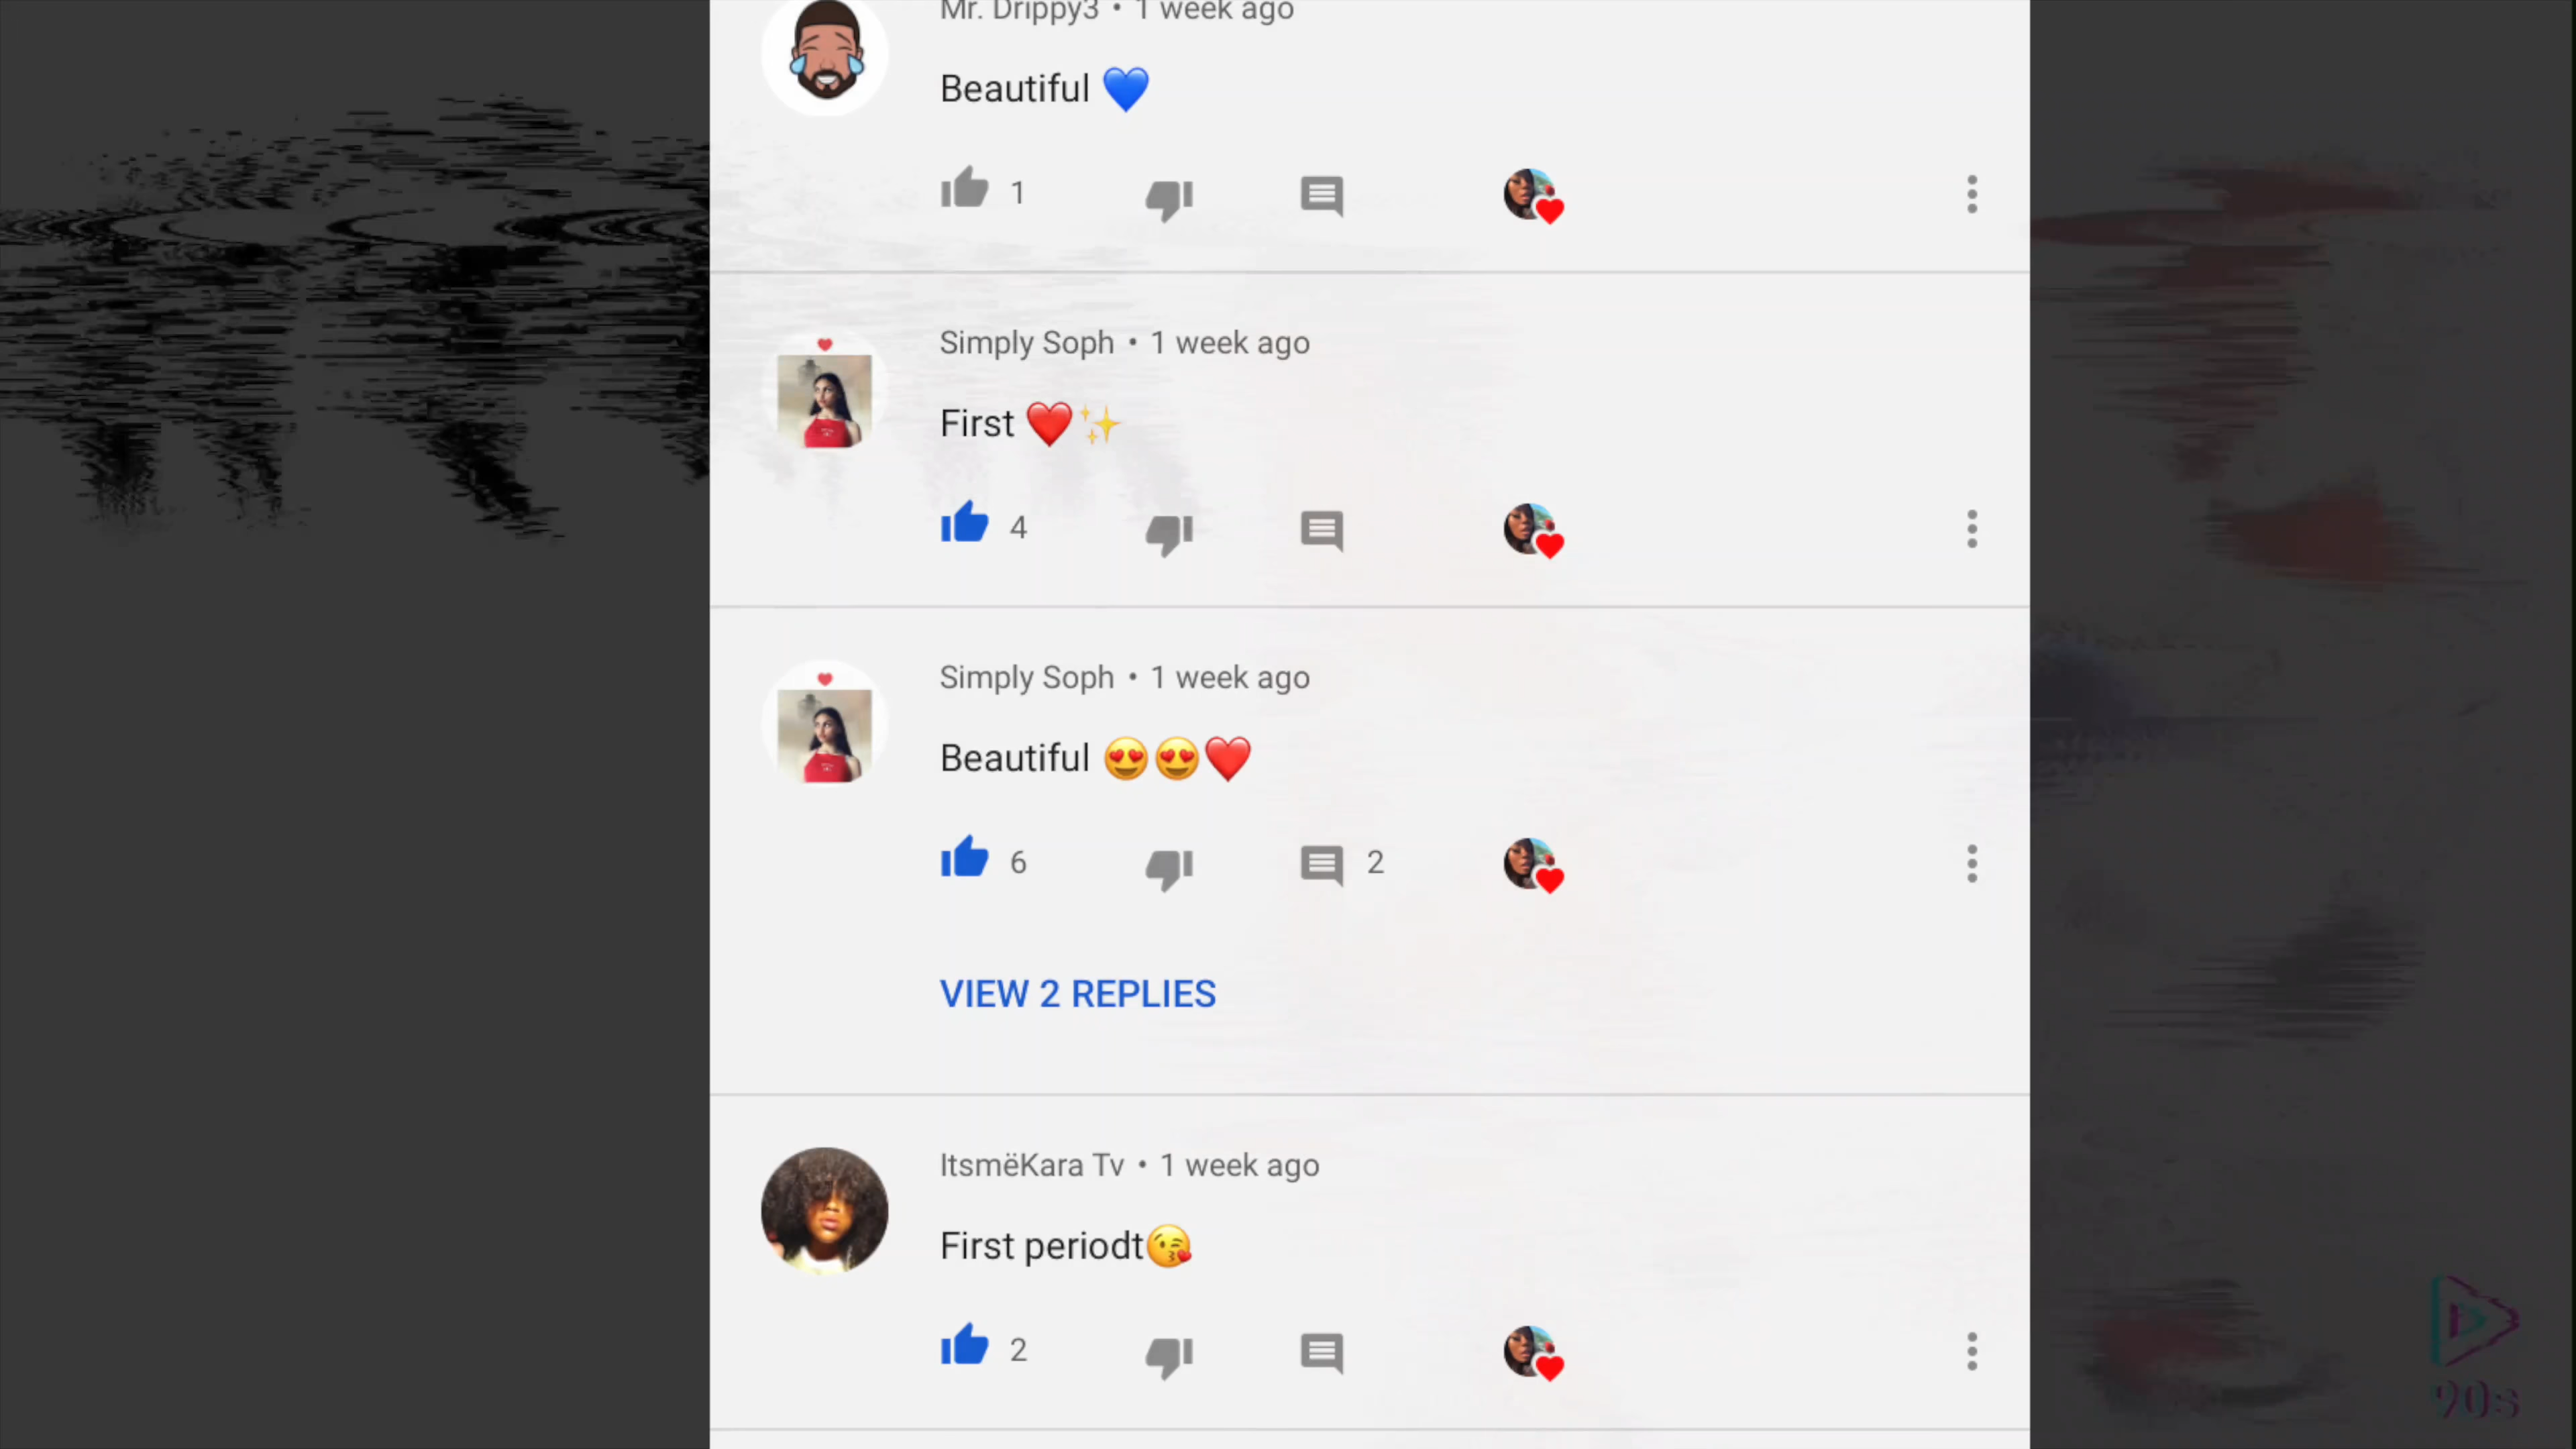 Mr. Drippy3 • 1 week ago
Beautiful 💙
1
Simply Soph • 1 week ago
First ❤️✨
4
Simply Soph • 1 week ago
Beautiful 😍😍❤️
6 2
VIEW 2 REPLIES
ItsmëKara Tv • 1 week ago
First periodt😘
2
90s